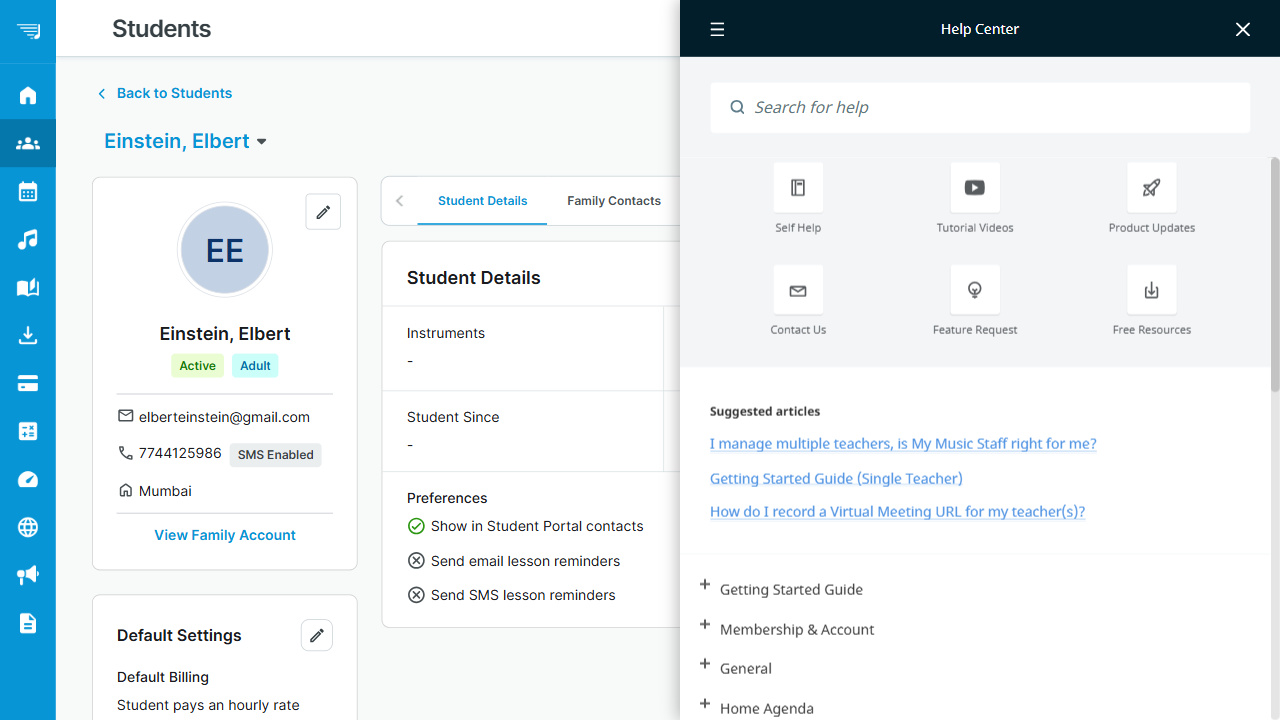 Students
Back to Students
Einstein, Elbert
EE
Einstein, Elbert
Active
Adult
elberteinstein@gmail.com
7744125986
SMS Enabled
Mumbai
View Family Account
Default Settings
Default Billing
Student pays an hourly rate
Student Details
Family Contacts
Student Details
Instruments
-
Student Since
-
Preferences
Show in Student Portal contacts
Send email lesson reminders
Send SMS lesson reminders
Help Center
Search for help
Self Help
Tutorial Videos
Product Updates
Contact Us
Feature Request
Free Resources
Suggested articles
I manage multiple teachers, is My Music Staff right for me?
Getting Started Guide (Single Teacher)
How do I record a Virtual Meeting URL for my teacher(s)?
Getting Started Guide
Membership & Account
General
Home Agenda